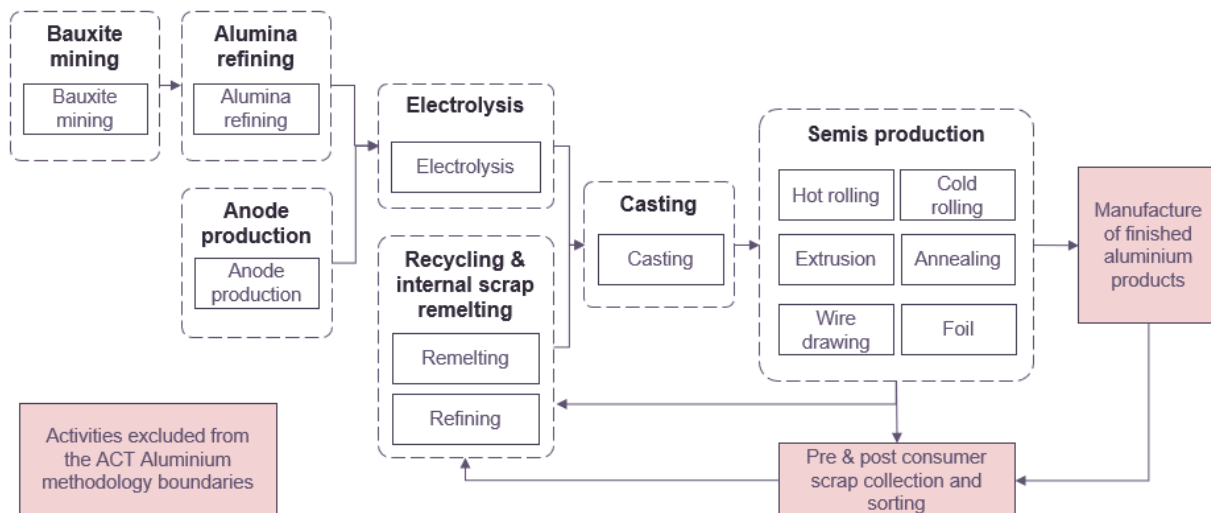 Bauxite
mining
Bauxite
mining
Alumina
refining
Alumina
refining
Anode
production
Anode
production
Electrolysis
Electrolysis
Recycling &
internal scrap
remelting
Remelting
Refining
Casting
Casting
Semis production
Hot rolling
Cold
rolling
Extrusion
Annealing
Wire
drawing
Foil
Manufacture
of finished
aluminium
products
Pre & post consumer
scrap collection and
sorting
Activities excluded from
the ACT Aluminium
methodology boundaries